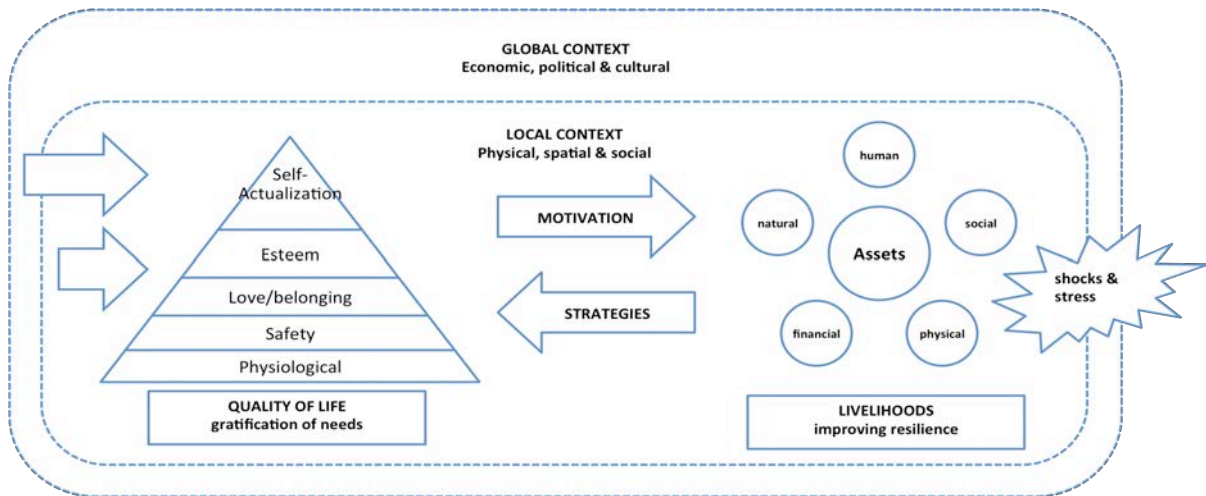 GLOBAL CONTEXT
Economic, political & cultural
LOCAL CONTEXT
Physical, spatial & social
Self-
Actualization
Esteem
Love/belonging
Safety
Physiological
QUALITY OF LIFE
gratification of needs
MOTIVATION
STRATEGIES
human
natural
social
Assets
financial
physical
LIVELIHOODS
improving resilience
shocks &
stress